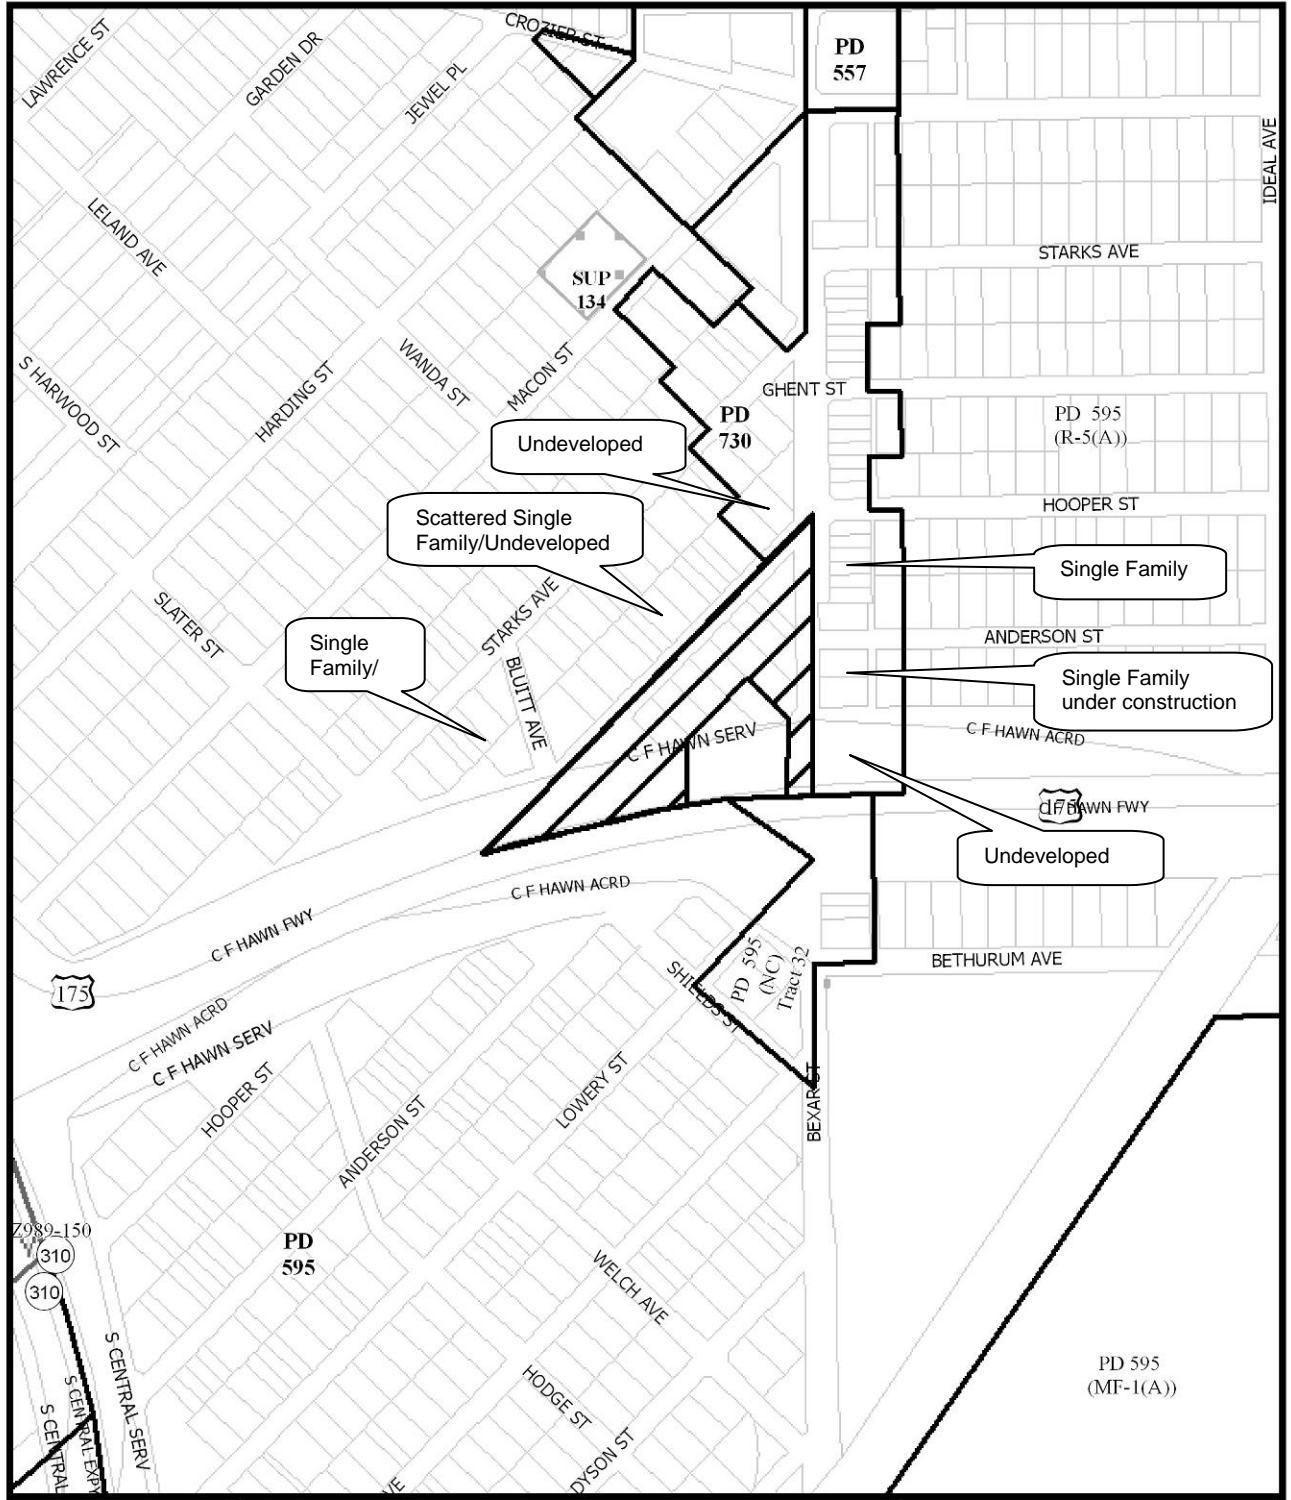 CROZIER ST
LAWRENCE ST
GARDEN DR
JEWEL PL
PD
557
IDEAL AVE
LELAND AVE
STARKS AVE
SUP
134
S HARWOOD ST
HARDING ST
WANDA ST
MACON ST
GHENT ST
PD
730
PD 595
(R-5(A))
Undeveloped
Scattered Single
Family/Undeveloped
HOOPER ST
Single Family
SLATER ST
STARKS AVE
ANDERSON ST
Single
Family/
BLUITT AVE
Single Family
under construction
C F HAWN SERV
C F HAWN ACRD
175
C F HAWN FWY
Undeveloped
C F HAWN ACRD
C F HAWN FWY
BETHURUM AVE
PD 595
(NC)
Tract 32
SHIELDS ST
175
C F HAWN ACRD
C F HAWN SERV
HOOPER ST
LOWERY ST
ANDERSON ST
BEXAR ST
Z989-150
310
310
PD
595
WELCH AVE
S CENTRAL SERV
S CENTRAL EXPY
S CENTRAL
HODGE ST
DYSON ST
VE
PD 595
(MF-1(A))